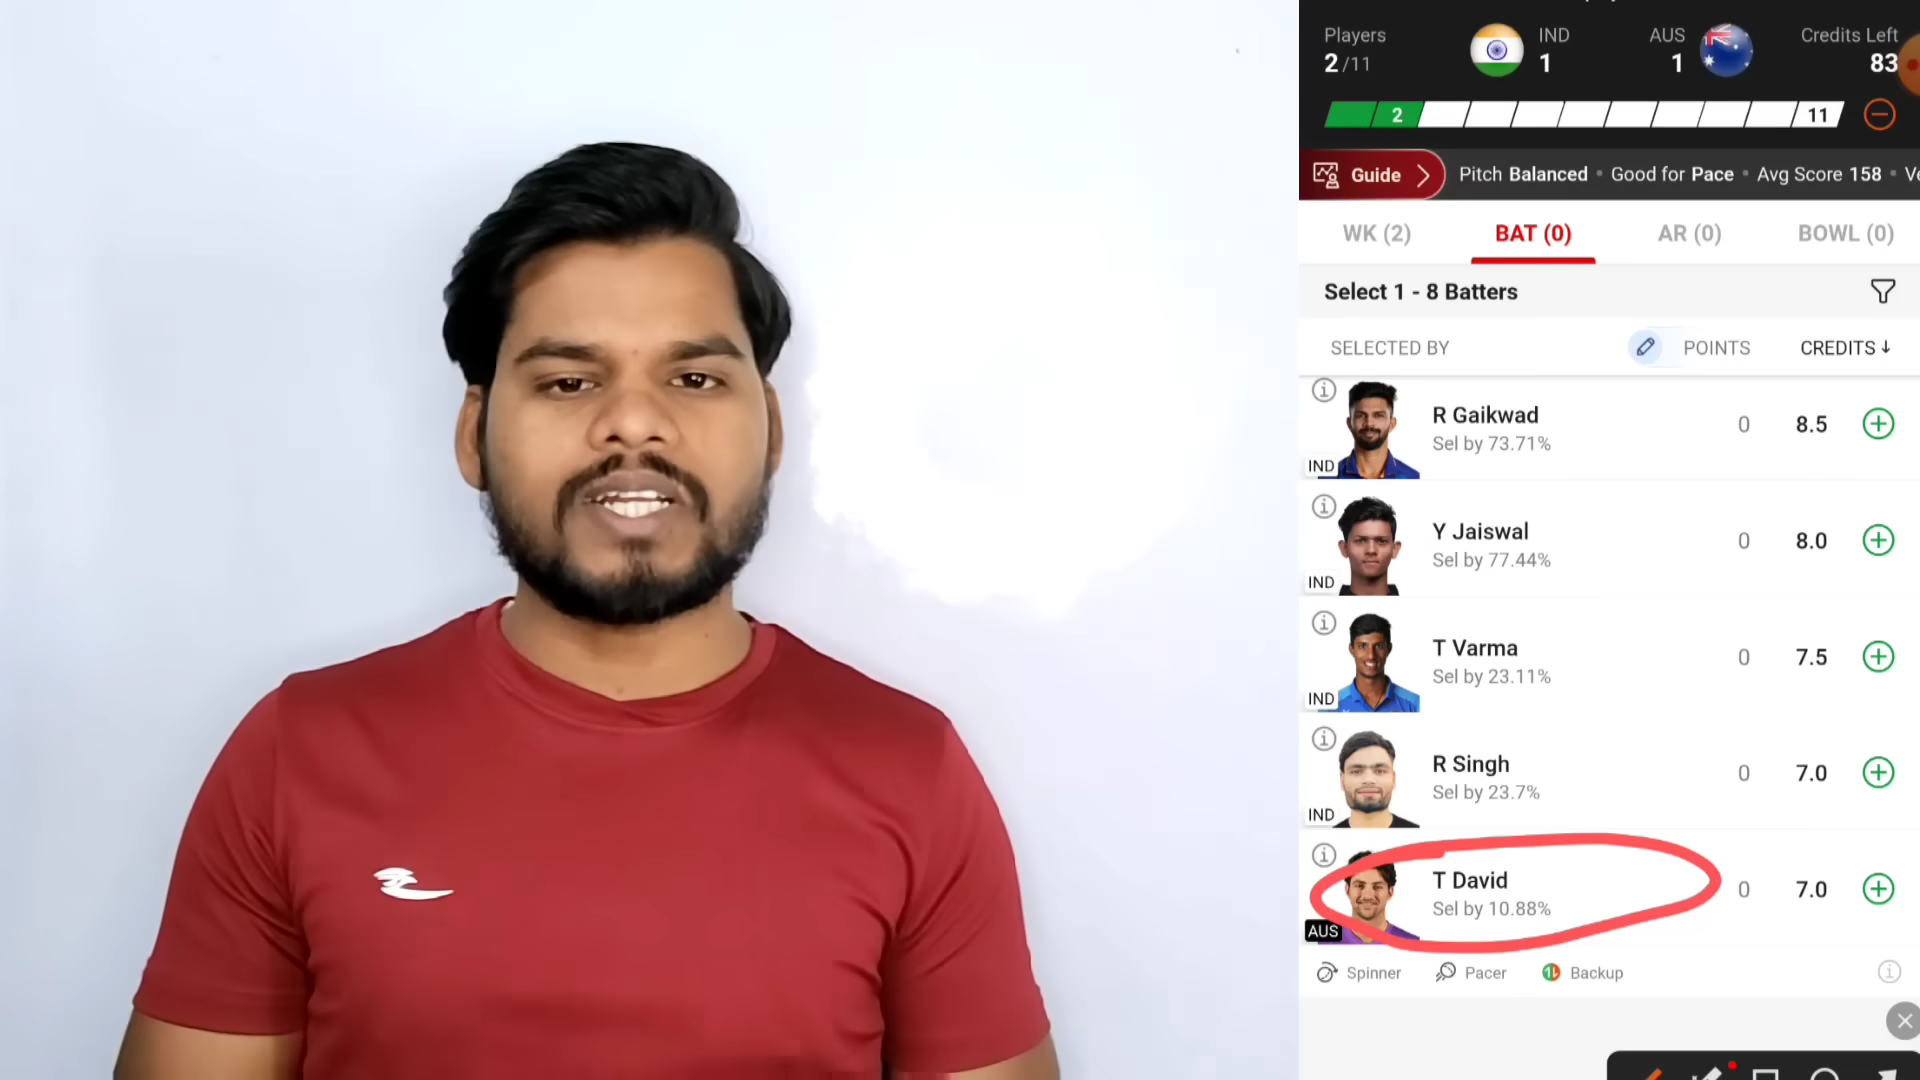 Players
2/11
IND
1
AUS
1
Credits Left
83
2
11
Guide
Pitch Balanced • Good for Pace • Avg Score 158
WK (2)
BAT (0)
AR (0)
BOWL (0)
Select 1 - 8 Batters
SELECTED BY
POINTS
CREDITS↓
R Gaikwad
Sel by 73.71%
0
8.5
IND
Y Jaiswal
Sel by 77.44%
0
8.0
IND
T Varma
Sel by 23.11%
0
7.5
IND
R Singh
Sel by 23.7%
0
7.0
IND
T David
Sel by 10.88%
0
7.0
AUS
Spinner
Pacer
Backup